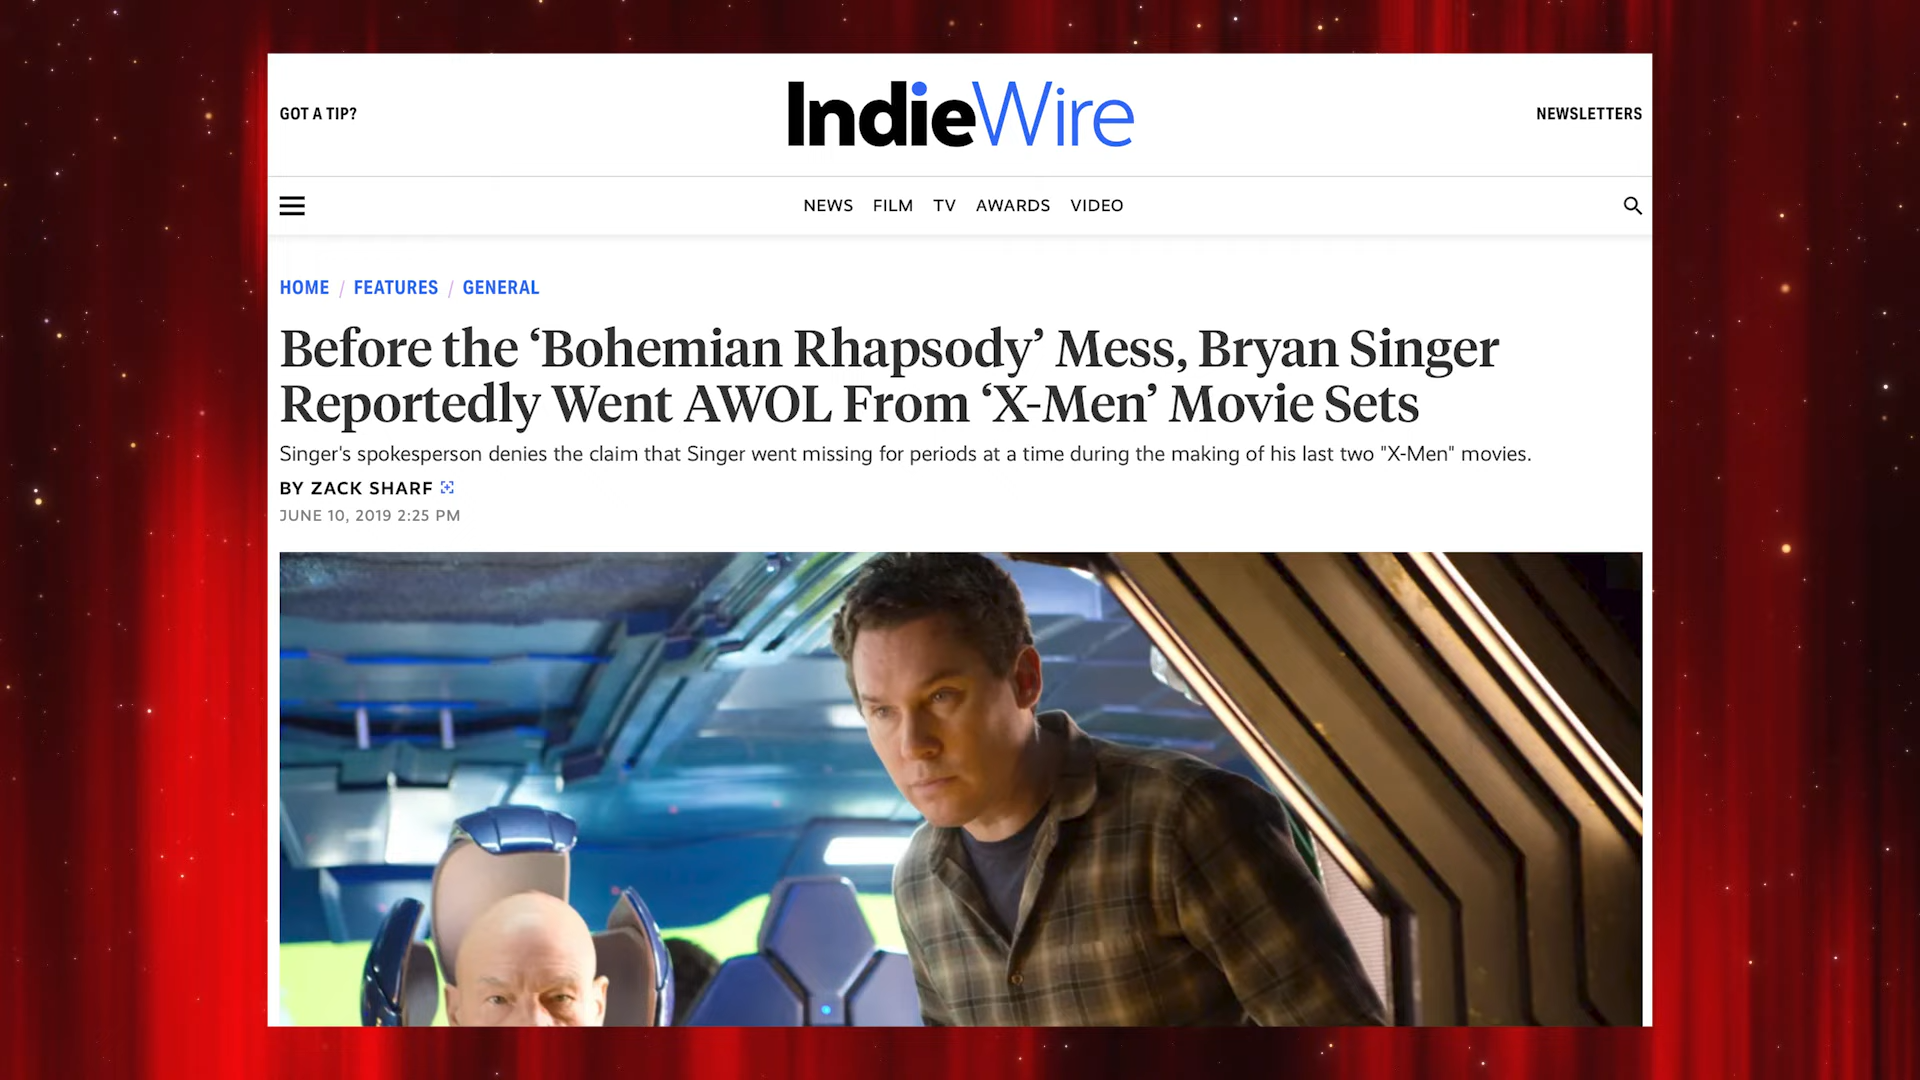 GOT A TIP?
IndieWire
NEWSLETTERS
NEWS FILM TV AWARDS VIDEO
HOME / FEATURES / GENERAL
Before the ‘Bohemian Rhapsody’ Mess, Bryan Singer
Reportedly Went AWOL From ‘X-Men’ Movie Sets
Singer's spokesperson denies the claim that Singer went missing for periods at a time during the making of his last two "X-Men" movies.
BY ZACK SHARF
JUNE 10, 2019 2:25 PM